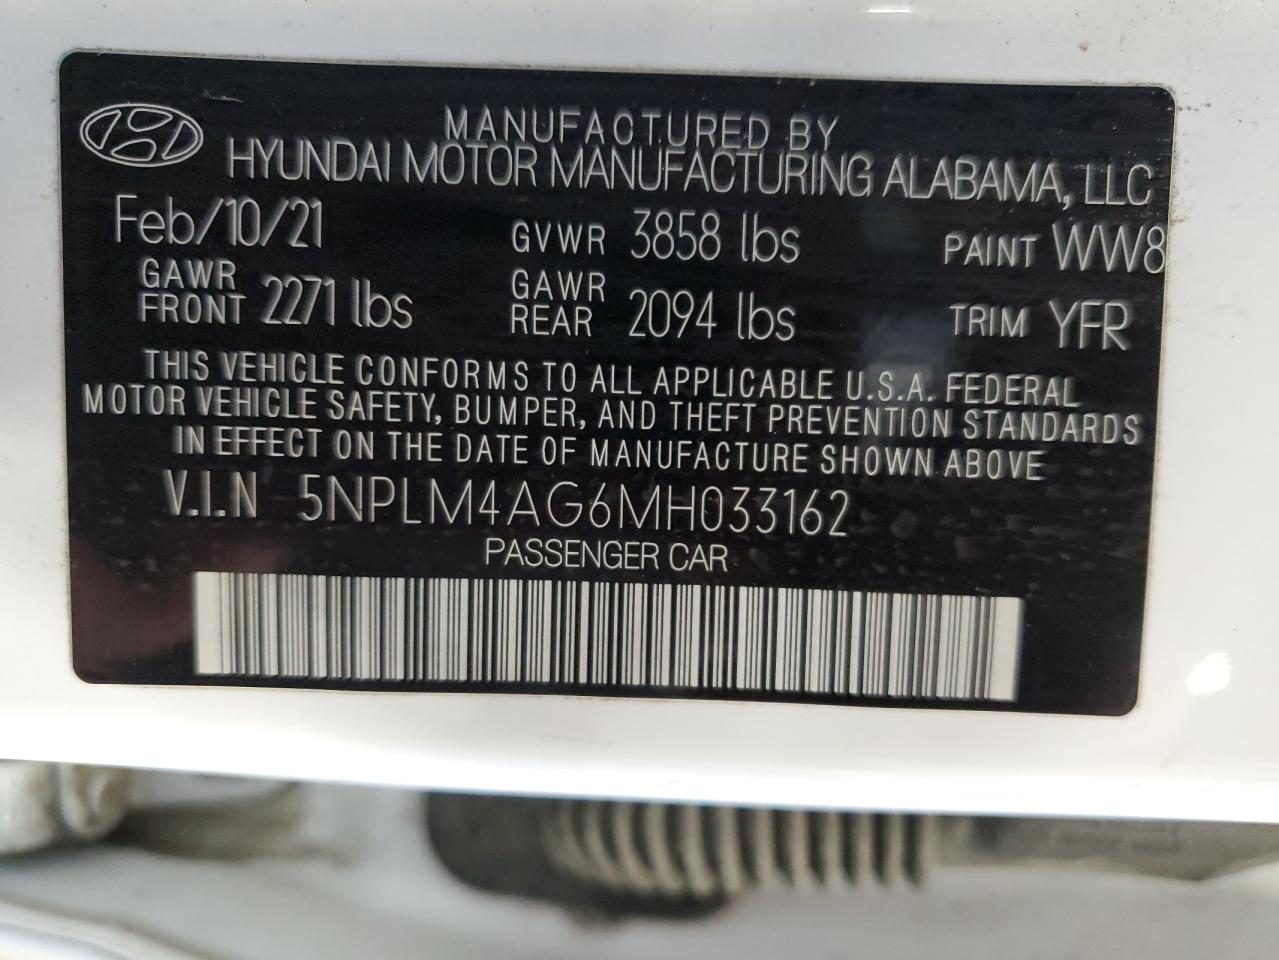 MANUFACTURED BY
HYUNDAI MOTOR MANUFACTURING ALABAMA, LLC
Feb/10/21 GVWR 3858 lbs PAINT WW8
GAWR FRONT 2271 lbs GAWR REAR 2094 lbs TRIM YFR
THIS VEHICLE CONFORMS TO ALL APPLICABLE U.S.A. FEDERAL
MOTOR VEHICLE SAFETY, BUMPER, AND THEFT PREVENTION STANDARDS
IN EFFECT ON THE DATE OF MANUFACTURE SHOWN ABOVE
V.I.N 5NPLM4AG6MH033162
PASSENGER CAR